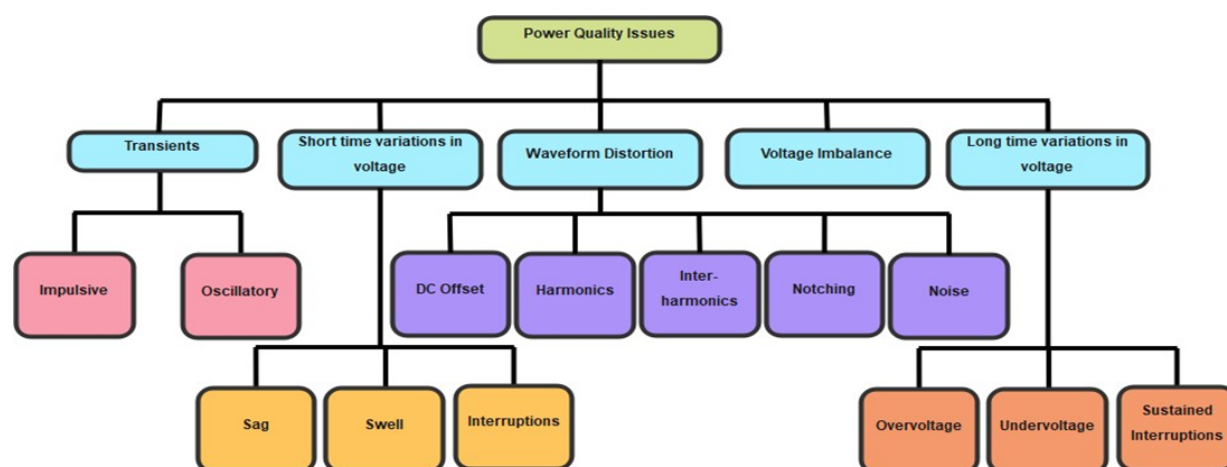 Power Quality Issues
Transients
Short time variations in
voltage
Waveform Distortion
Voltage Imbalance
Long time variations in
voltage
Impulsive
Oscillatory
DC Offset
Harmonics
Inter-
harmonics
Notching
Noise
Sag
Swell
Interruptions
Overvoltage
Undervoltage
Sustained
Interruptions